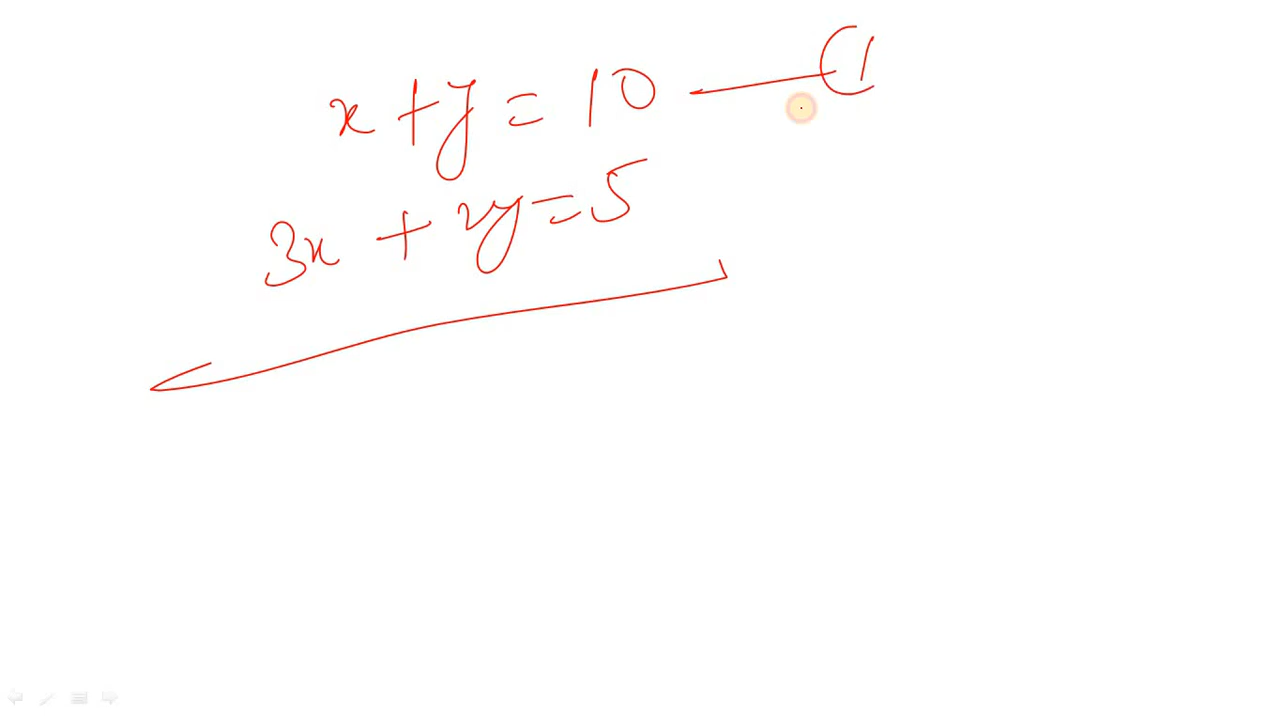 x + y = 10 — (1
3x + 2y = 5